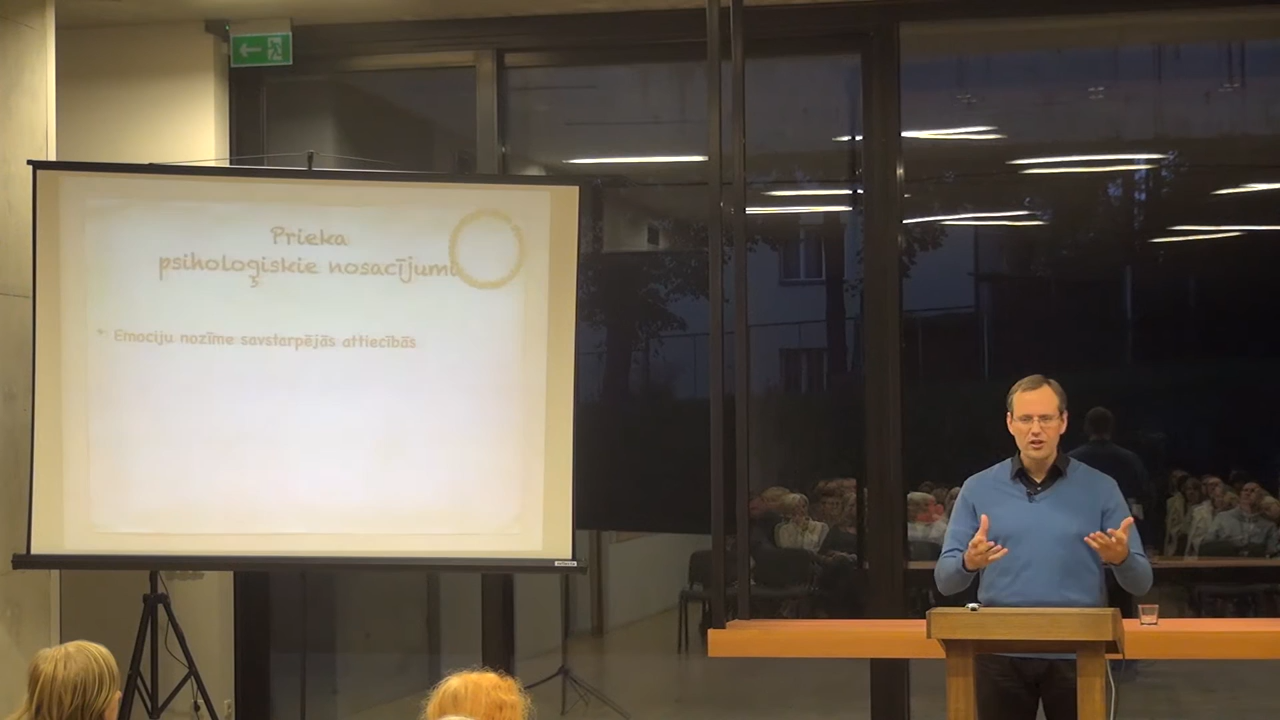 Prieka
psiholoģiskie nosacījumi
* Emociju nozīme savstarpējās attiecībās